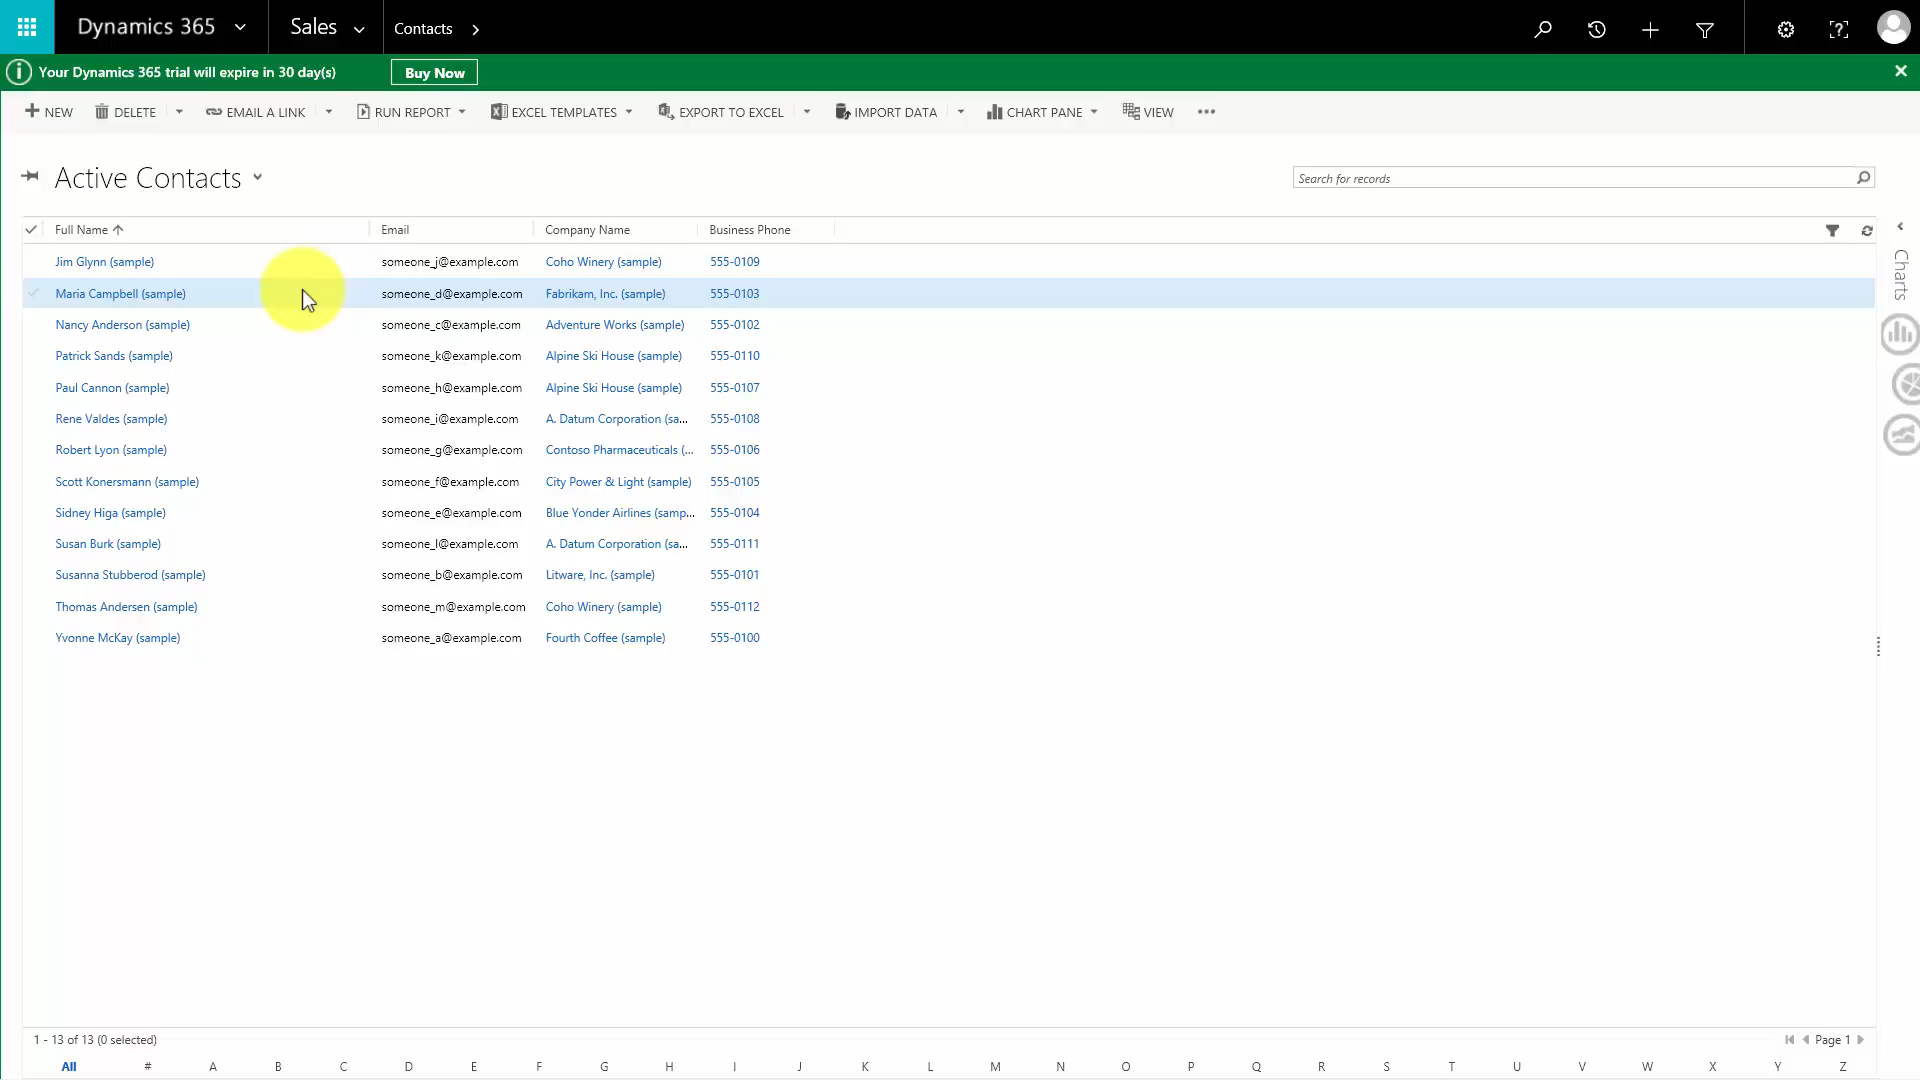 Dynamics 365 Sales Contacts
Your Dynamics 365 trial will expire in 30 day(s) Buy Now
NEW DELETE EMAIL A LINK RUN REPORT EXCEL TEMPLATES EXPORT TO EXCEL IMPORT DATA CHART PANE VIEW
Active Contacts
Search for records
Full Name Email Company Name Business Phone
Jim Glynn (sample) someone_j@example.com Coho Winery (sample) 555-0109
Maria Campbell (sample) someone_d@example.com Fabrikam, Inc. (sample) 555-0103
Nancy Anderson (sample) someone_c@example.com Adventure Works (sample) 555-0102
Patrick Sands (sample) someone_k@example.com Alpine Ski House (sample) 555-0110
Paul Cannon (sample) someone_h@example.com Alpine Ski House (sample) 555-0107
Rene Valdes (sample) someone_i@example.com A. Datum Corporation (sa... 555-0108
Robert Lyon (sample) someone_g@example.com Contoso Pharmaceuticals (... 555-0106
Scott Konersmann (sample) someone_f@example.com City Power & Light (sample) 555-0105
Sidney Higa (sample) someone_e@example.com Blue Yonder Airlines (samp... 555-0104
Susan Burk (sample) someone_l@example.com A. Datum Corporation (sa... 555-0111
Susanna Stubberod (sample) someone_b@example.com Litware, Inc. (sample) 555-0101
Thomas Andersen (sample) someone_m@example.com Coho Winery (sample) 555-0112
Yvonne McKay (sample) someone_a@example.com Fourth Coffee (sample) 555-0100
Charts
1 - 13 of 13 (0 selected) Page 1
All # A B C D E F G H I J K L M N O P Q R S T U V W X Y Z